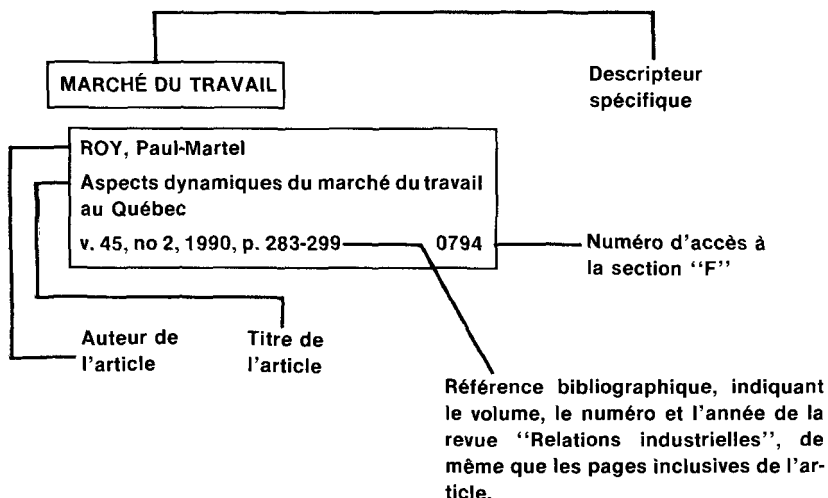 MARCHÉ DU TRAVAIL
Descripteur
spécifique
ROY, Paul-Martel
Aspects dynamiques du marché du travail
au Québec
v. 45, no 2, 1990, p. 283-299 0794
Numéro d'accès à
la section ‘‘F’’
Auteur de
l'article
Titre de
l'article
Référence bibliographique, indiquant
le volume, le numéro et l'année de la
revue ‘‘Relations industrielles’’, de
même que les pages inclusives de l'ar-
ticle.